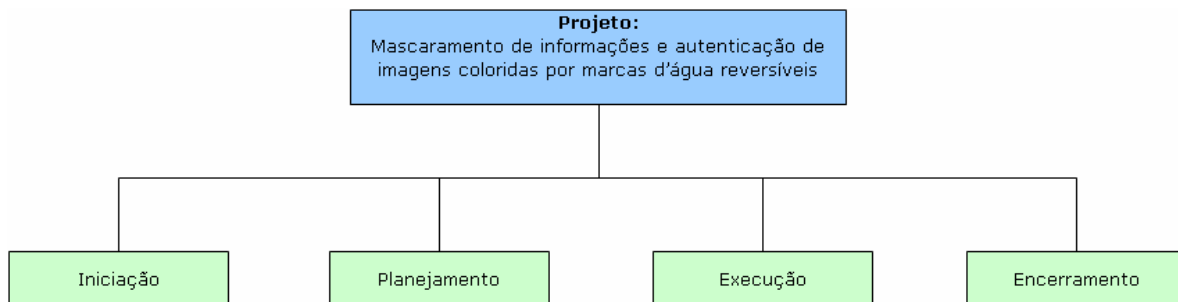 Projeto:
Mascaramento de informações e autenticação de
imagens coloridas por marcas d'água reversíveis
Iniciação
Planejamento
Execução
Encerramento